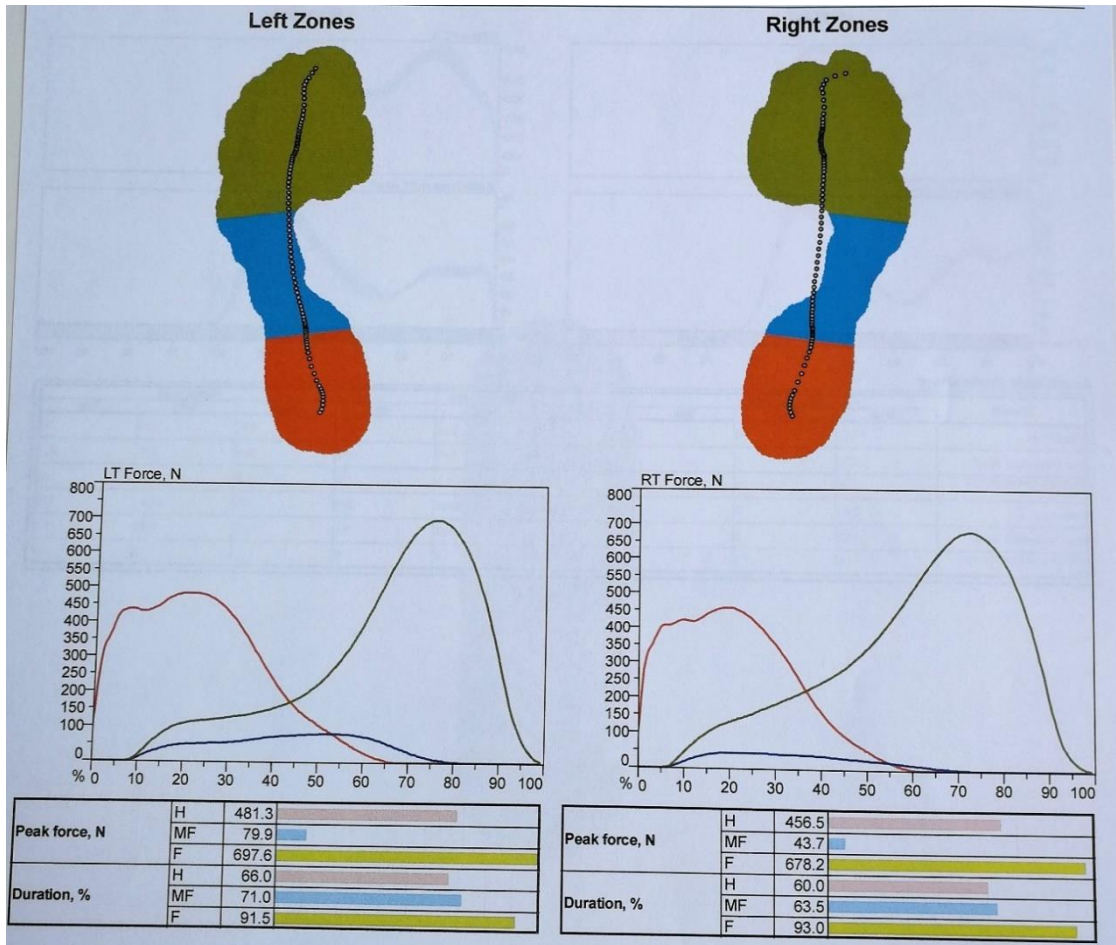 Left Zones
Right Zones
LT Force, N
800
700
650
600
550
500
450
400
350
300
250
200
150
100
0
% 0 10 20 30 40 50 60 70 80 90 100
RT Force, N
800
700
650
600
550
500
450
400
350
300
250
200
150
100
0
% 0 10 20 30 40 50 60 70 80 90 100
Peak force, N
H 481.3
MF 79.9
F 697.6
Duration, %
H 66.0
MF 71.0
F 91.5
Peak force, N
H 456.5
MF 43.7
F 678.2
Duration, %
H 60.0
MF 63.5
F 93.0